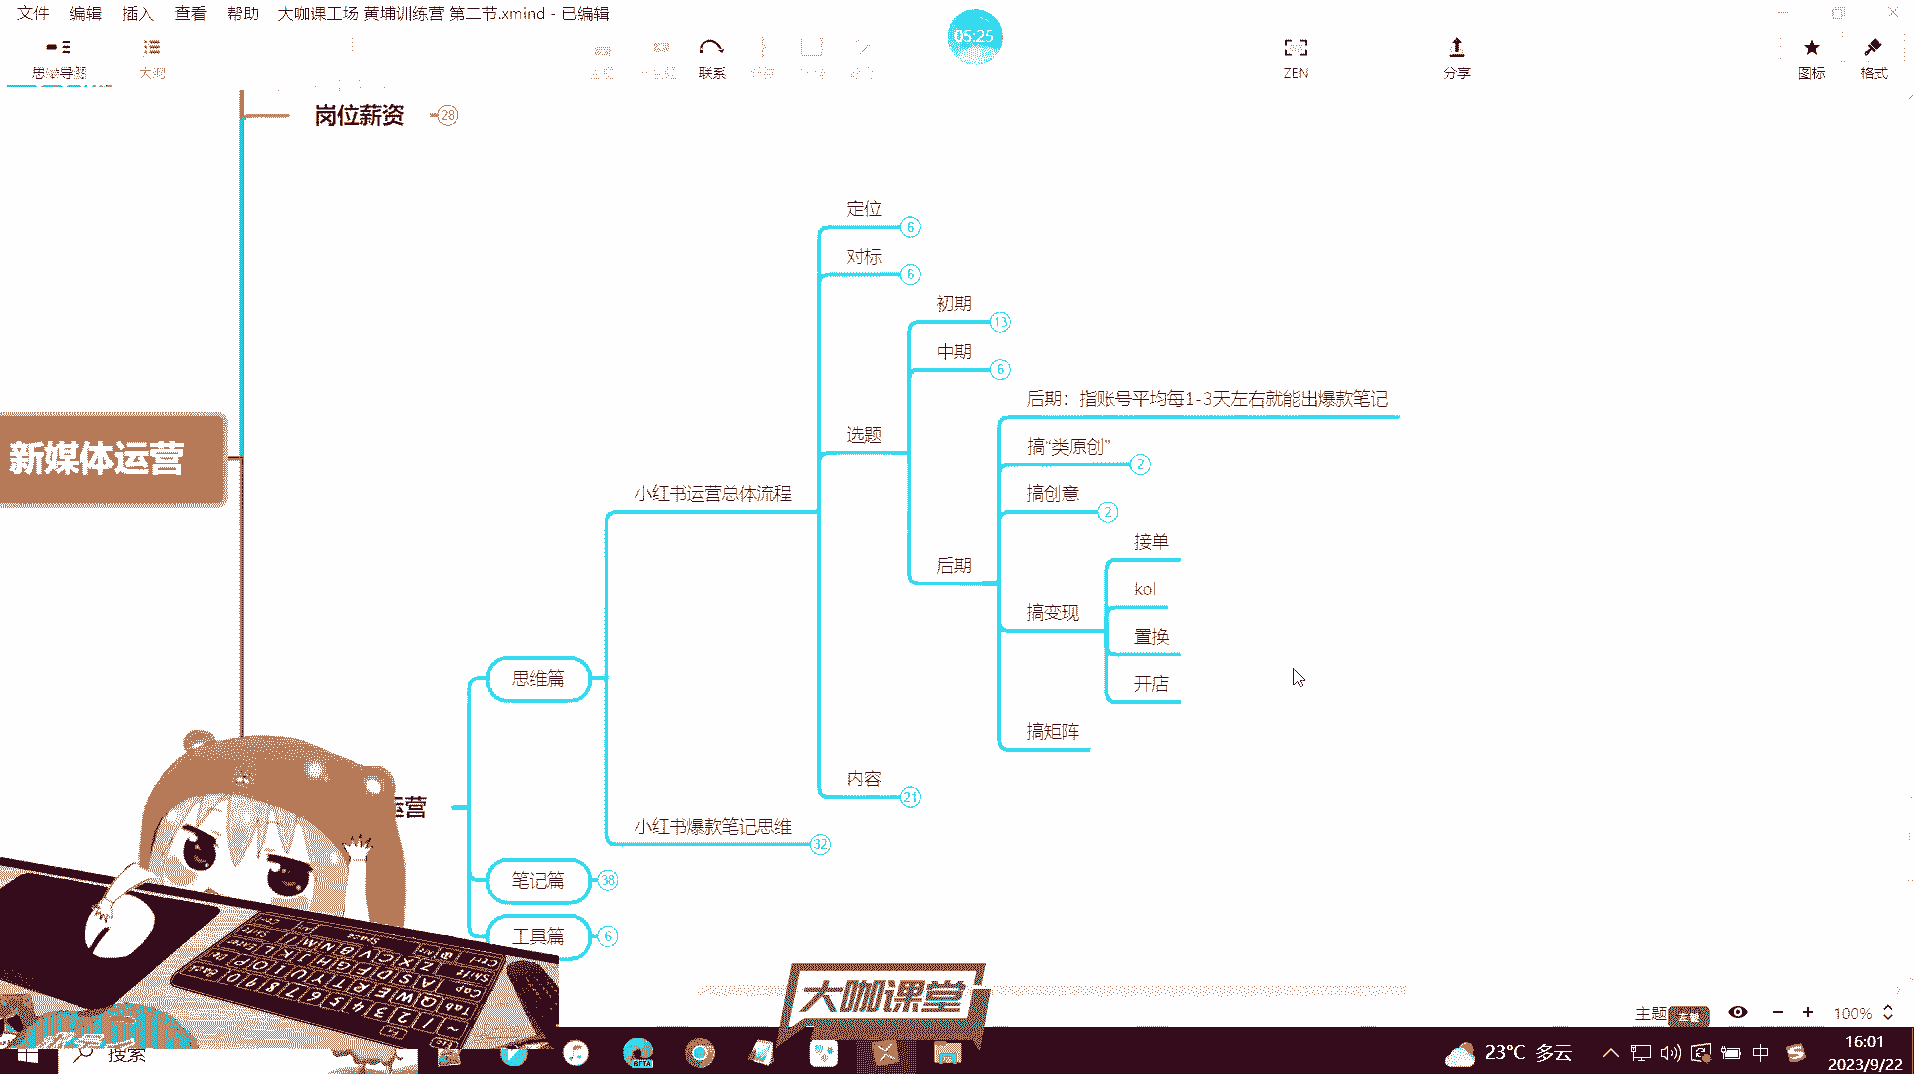 文件 编辑 插入 查看 帮助 大咖课工场 黄埔训练营 第二节.xmind - 已编辑
05:25
思维导图 大纲 联系 ZEN 分享 图标 格式
岗位薪资 28
定位 6
对标 6
初期 13
中期 6
后期：指账号平均每1-3天左右就能出爆款笔记
选题
搞“类原创” 2
新媒体运营
小红书运营总体流程
搞创意 2
接单
后期
kol
搞变现
置换
思维篇
开店
搞矩阵
内容 21
运营
小红书爆款笔记思维 32
笔记篇 38
工具篇 6
大咖课堂
主题 100%
搜索
BETA
23°C 多云
中
16:01
2023/9/22